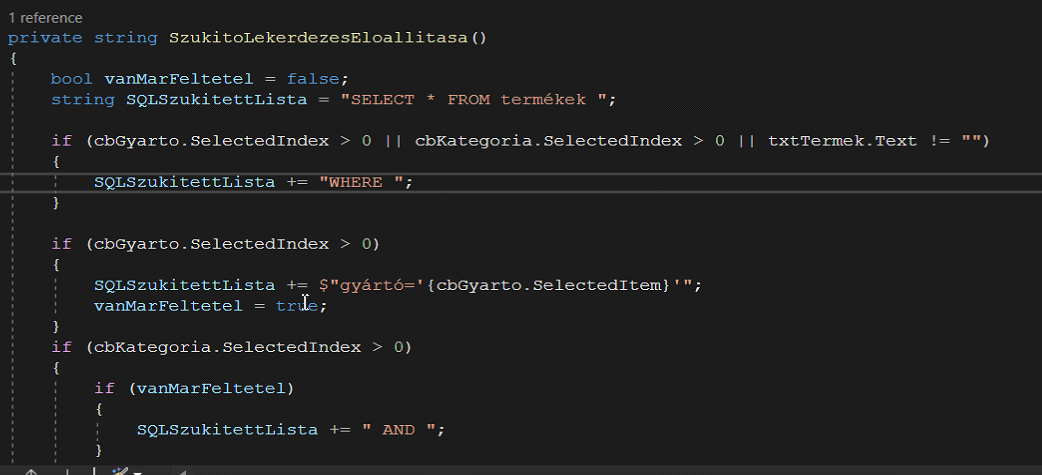 1 reference
private string SzukitoLekerdezesEloallitasa()
{
bool vanMarFeltetel = false;
string SQLSzukitettLista = "SELECT * FROM termékek ";
if (cbGyarto.SelectedIndex > 0 || cbKategoria.SelectedIndex > 0 || txtTermek.Text != "")
{
SQLSzukitettLista += "WHERE ";
}
if (cbGyarto.SelectedIndex > 0)
{
SQLSzukitettLista += $"gyártó='{cbGyarto.SelectedItem}'";
vanMarFeltetel = true;
}
if (cbKategoria.SelectedIndex > 0)
{
if (vanMarFeltetel)
{
SQLSzukitettLista += " AND ";
}